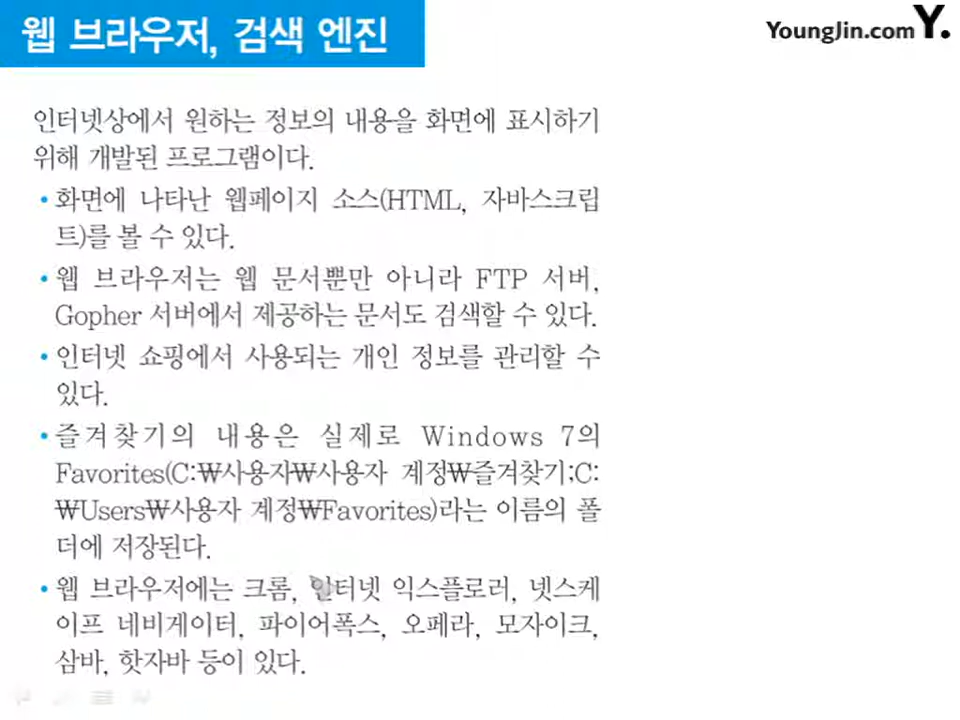 웹 브라우저, 검색 엔진
YoungJin.com Y.
인터넷상에서 원하는 정보의 내용을 화면에 표시하기
위해 개발된 프로그램이다.
• 화면에 나타난 웹페이지 소스(HTML, 자바스크립
트)를 볼 수 있다.
• 웹 브라우저는 웹 문서뿐만 아니라 FTP 서버,
Gopher 서버에서 제공하는 문서도 검색할 수 있다.
• 인터넷 쇼핑에서 사용되는 개인 정보를 관리할 수
있다.
• 즐겨찾기의 내용은 실제로 Windows 7의
Favorites(C:₩사용자₩사용자 계정₩즐겨찾기;C:
₩Users₩사용자 계정₩Favorites)라는 이름의 폴
더에 저장된다.
• 웹 브라우저에는 크롬, 인터넷 익스플로러, 넷스케
이프 네비게이터, 파이어폭스, 오페라, 모자이크,
삼바, 핫자바 등이 있다.